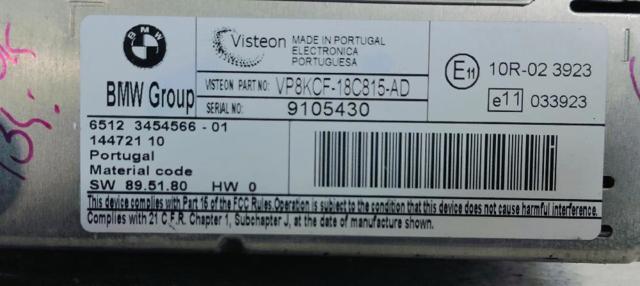 BMW
Visteon
MADE IN PORTUGAL
ELECTRONICA
PORTUGUESA
E11 10R-02 3923
BMW Group
VISTEON PART NO: VP8KCF-18C815-AD
e11 033923
SERIAL NO: 9105430
6512 3454566 - 01
144721 10
Portugal
Material code
SW 89.51.80 HW 0
This device complies with Part 15 of the FCC Rules.Operation is subject to the condition that this device does not cause harmful interference.
Complies with 21 C.F.R. Chapter 1, Subchapter J, at the date of manufacture shown.